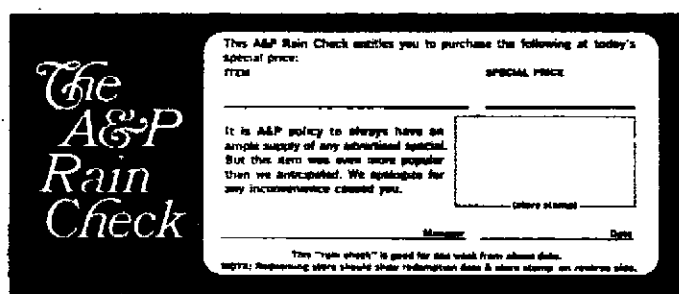 The
A&P
Rain
Check
This A&P Rain Check entitles you to purchase the following at today's
special price:
ITEM SPECIAL PRICE
It is A&P policy to always have an
ample supply of any advertised special.
But this item was even more popular
then we anticipated. We apologize for
any inconvenience caused you.
(store stamp)
Manager Date
This "rain check" is good for one week from above date.
NOTE: Redeeming store should show redemption date & store stamp on reverse side.